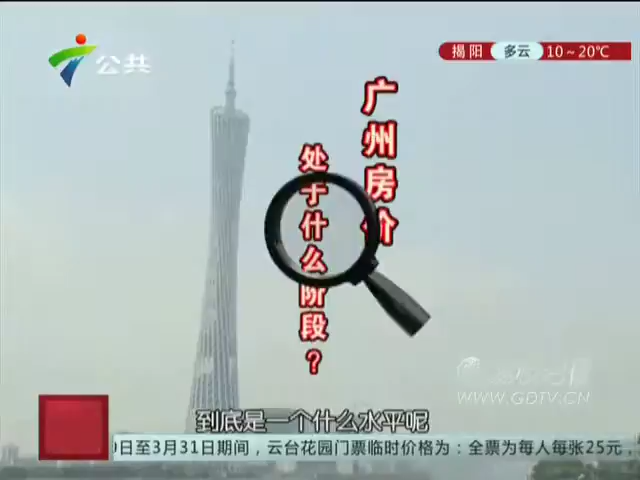 公共
揭阳 多云 10～20℃
广州房价
处于什么阶段？
WWW.GDTV.CN
到底是一个什么水平呢
0日至3月31日期间，云台花园门票临时价格为：全票为每人每张25元，